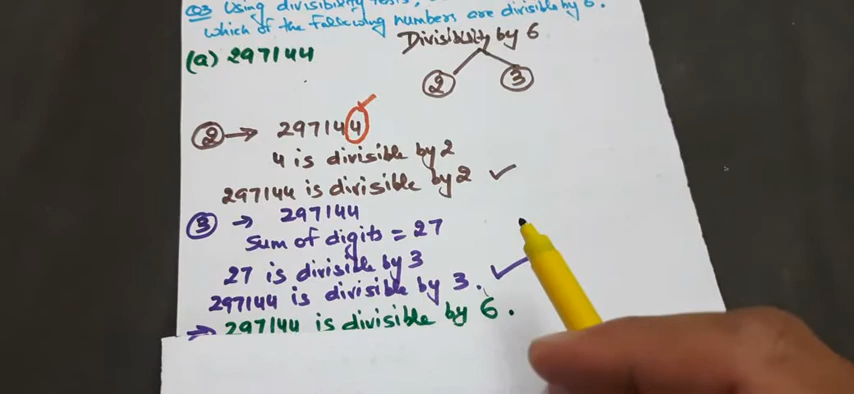 Q3 Using divisibility tests,
which of the following numbers are divisible by 6.
Divisibility by 6
(a) 297144
2 3
2 → 297144
4 is divisible by 2
297144 is divisible by 2 ✓
3 → 297144
Sum of digits = 27
27 is divisible by 3
297144 is divisible by 3. ✓
→ 297144 is divisible by 6.